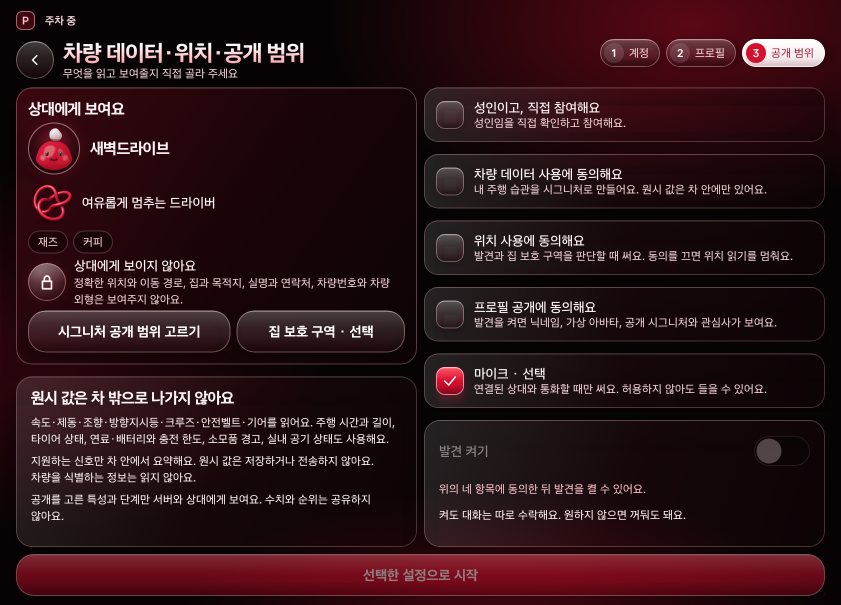 P 주차 중
차량 데이터·위치·공개 범위
무엇을 읽고 보여줄지 직접 골라 주세요
1 계정
2 프로필
3 공개 범위
상대에게 보여요
새벽드라이브
여유롭게 멈추는 드라이버
재즈
커피
상대에게 보이지 않아요
정확한 위치와 이동 경로, 집과 목적지, 실명과 연락처, 차량번호와 차량
외형은 보여주지 않아요.
시그니처 공개 범위 고르기
집 보호 구역 · 선택
원시 값은 차 밖으로 나가지 않아요
속도·제동·조향·방향지시등·크루즈·안전벨트·기어를 읽어요. 주행 시간과 길이,
타이어 상태, 연료·배터리와 충전 한도, 소모품 경고, 실내 공기 상태도 사용해요.
지원하는 신호만 차 안에서 요약해요. 원시 값은 저장하거나 전송하지 않아요.
차량을 식별하는 정보는 읽지 않아요.
공개를 고른 특성과 단계만 서버와 상대에게 보여요. 수치와 순위는 공유하지
않아요.
성인이고, 직접 참여해요
성인임을 직접 확인하고 참여해요.
차량 데이터 사용에 동의해요
내 주행 습관을 시그니처로 만들어요. 원시 값은 차 안에만 있어요.
위치 사용에 동의해요
발견과 집 보호 구역을 판단할 때 써요. 동의를 끄면 위치 읽기를 멈춰요.
프로필 공개에 동의해요
발견을 켜면 닉네임, 가상 아바타, 공개 시그니처와 관심사가 보여요.
마이크 · 선택
연결된 상대와 통화할 때만 써요. 허용하지 않아도 들을 수 있어요.
발견 켜기
위의 네 항목에 동의한 뒤 발견을 켤 수 있어요.
켜도 대화는 따로 수락해요. 원하지 않으면 꺼둬도 돼요.
선택한 설정으로 시작